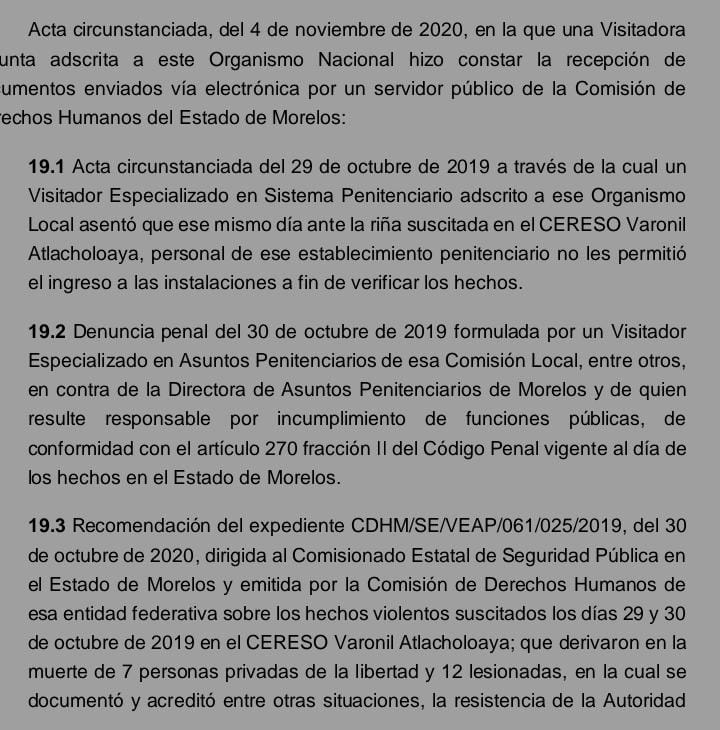 Acta circunstanciada, del 4 de noviembre de 2020, en la que una Visitadora
unta adscrita a este Organismo Nacional hizo constar la recepción de
cumentos enviados vía electrónica por un servidor público de la Comisión de
rechos Humanos del Estado de Morelos:
19.1 Acta circunstanciada del 29 de octubre de 2019 a través de la cual un
Visitador Especializado en Sistema Penitenciario adscrito a ese Organismo
Local asentó que ese mismo día ante la riña suscitada en el CERESO Varonil
Atlacholoaya, personal de ese establecimiento penitenciario no les permitió
el ingreso a las instalaciones a fin de verificar los hechos.
19.2 Denuncia penal del 30 de octubre de 2019 formulada por un Visitador
Especializado en Asuntos Penitenciarios de esa Comisión Local, entre otros,
en contra de la Directora de Asuntos Penitenciarios de Morelos y de quien
resulte responsable por incumplimiento de funciones públicas, de
conformidad con el artículo 270 fracción II del Código Penal vigente al día de
los hechos en el Estado de Morelos.
19.3 Recomendación del expediente CDHM/SE/VEAP/061/025/2019, del 30
de octubre de 2020, dirigida al Comisionado Estatal de Seguridad Pública en
el Estado de Morelos y emitida por la Comisión de Derechos Humanos de
esa entidad federativa sobre los hechos violentos suscitados los días 29 y 30
de octubre de 2019 en el CERESO Varonil Atlacholoaya; que derivaron en la
muerte de 7 personas privadas de la libertad y 12 lesionadas, en la cual se
documentó y acreditó entre otras situaciones, la resistencia de la Autoridad